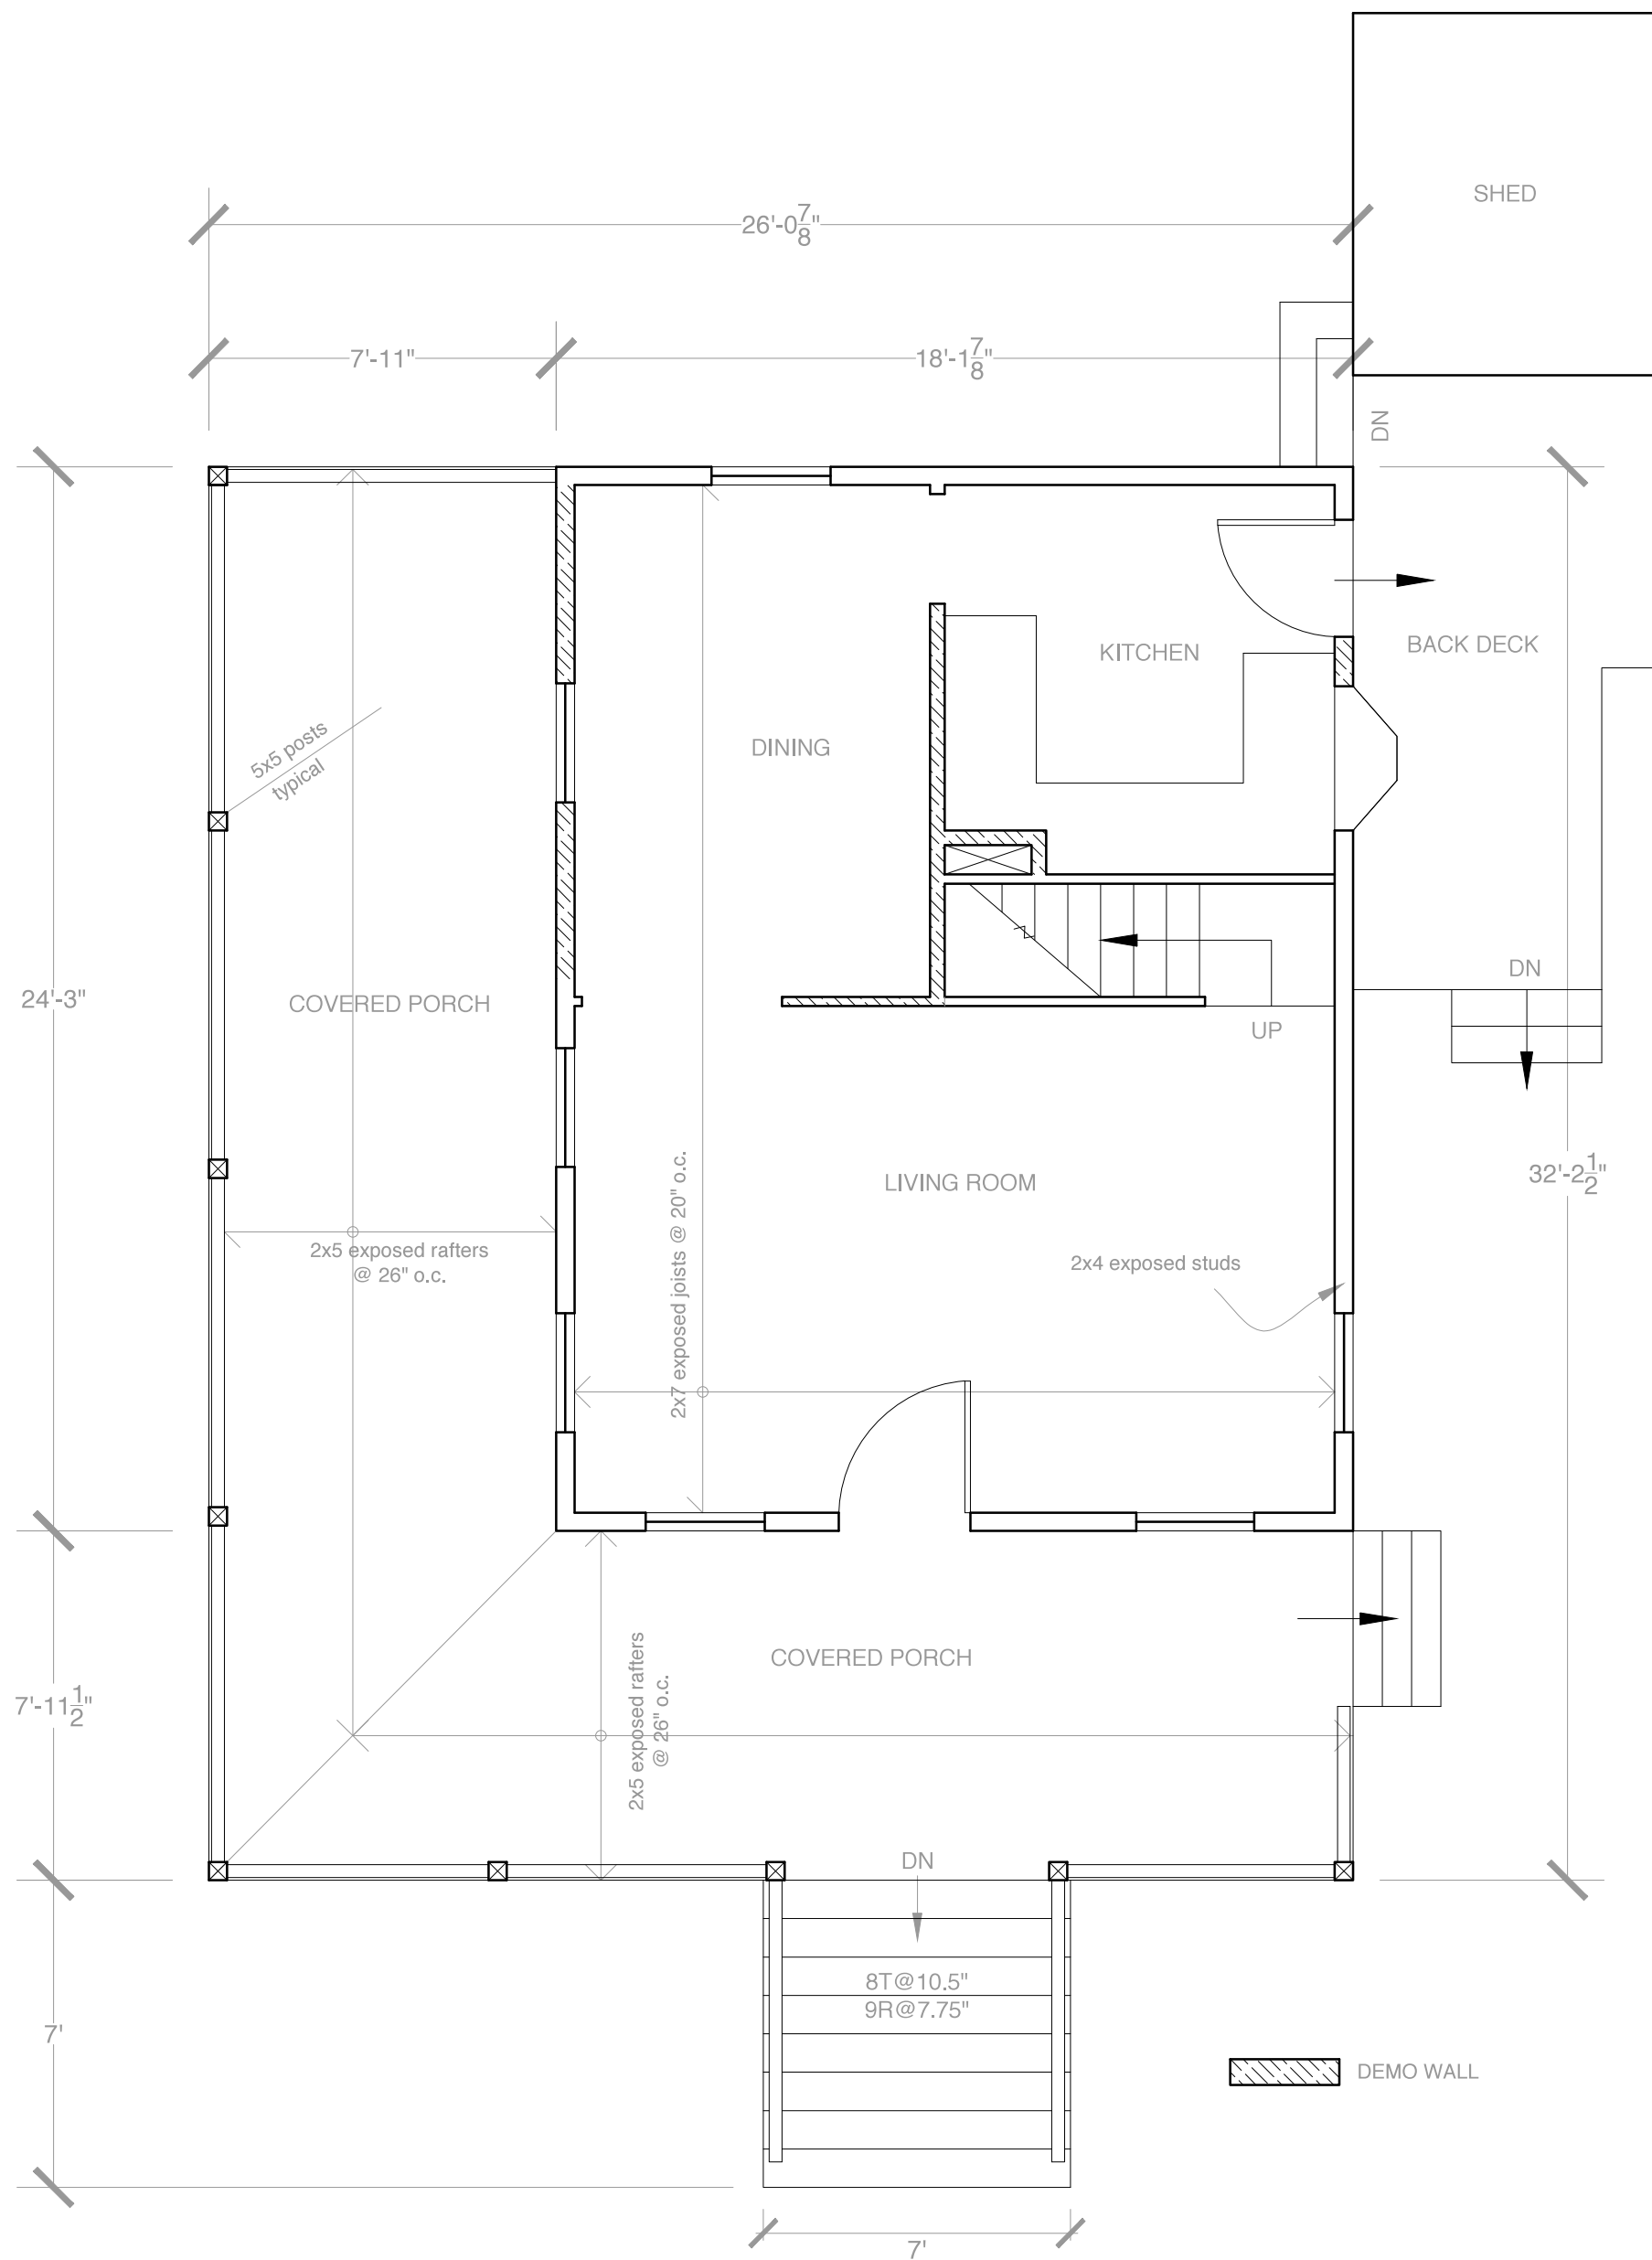 SHED
26'-0 7/8"
7'-11"
18'-1 7/8"
DN
KITCHEN
BACK DECK
DINING
5x5 posts
typical
24'-3"
COVERED PORCH
DN
UP
LIVING ROOM
32'-2 1/2"
2x7 exposed joists @ 20" o.c.
2x5 exposed rafters
@ 26" o.c.
2x4 exposed studs
COVERED PORCH
7'-11 1/2"
2x5 exposed rafters
@ 26" o.c.
DN
8T@10.5"
9R@7.75"
7'
DEMO WALL
7'